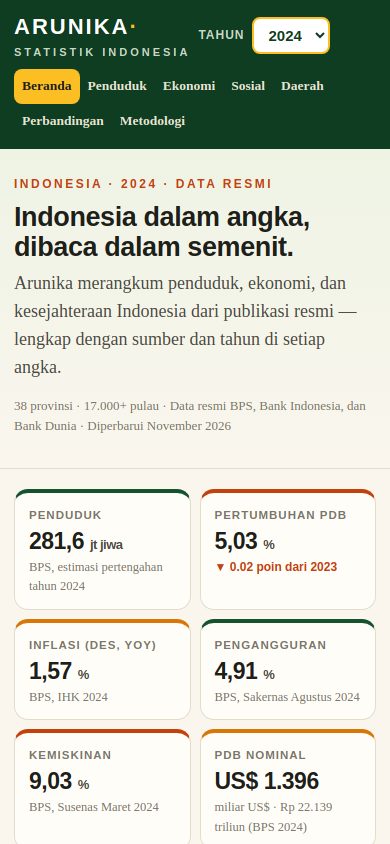 ARUNIKA·
STATISTIK INDONESIA
TAHUN 2024
Beranda Penduduk Ekonomi Sosial Daerah
Perbandingan Metodologi
INDONESIA · 2024 · DATA RESMI
Indonesia dalam angka,
dibaca dalam semenit.
Arunika merangkum penduduk, ekonomi, dan
kesejahteraan Indonesia dari publikasi resmi —
lengkap dengan sumber dan tahun di setiap
angka.
38 provinsi · 17.000+ pulau · Data resmi BPS, Bank Indonesia, dan
Bank Dunia · Diperbarui November 2026
PENDUDUK
281,6 jt jiwa
BPS, estimasi pertengahan
tahun 2024
PERTUMBUHAN PDB
5,03 %
▼ 0.02 poin dari 2023
INFLASI (DES, YOY)
1,57 %
BPS, IHK 2024
PENGANGGURAN
4,91 %
BPS, Sakernas Agustus 2024
KEMISKINAN
9,03 %
BPS, Susenas Maret 2024
PDB NOMINAL
US$ 1.396
miliar US$ · Rp 22.139
triliun (BPS 2024)